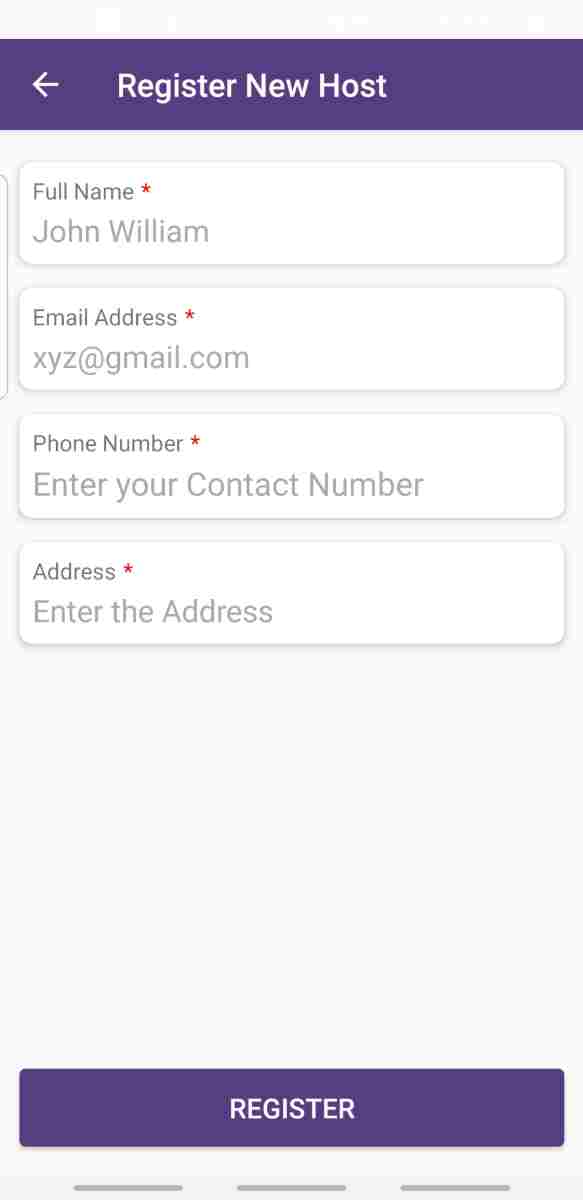 Register New Host
Full Name *
John William
Email Address *
xyz@gmail.com
Phone Number *
Enter your Contact Number
Address *
Enter the Address
REGISTER